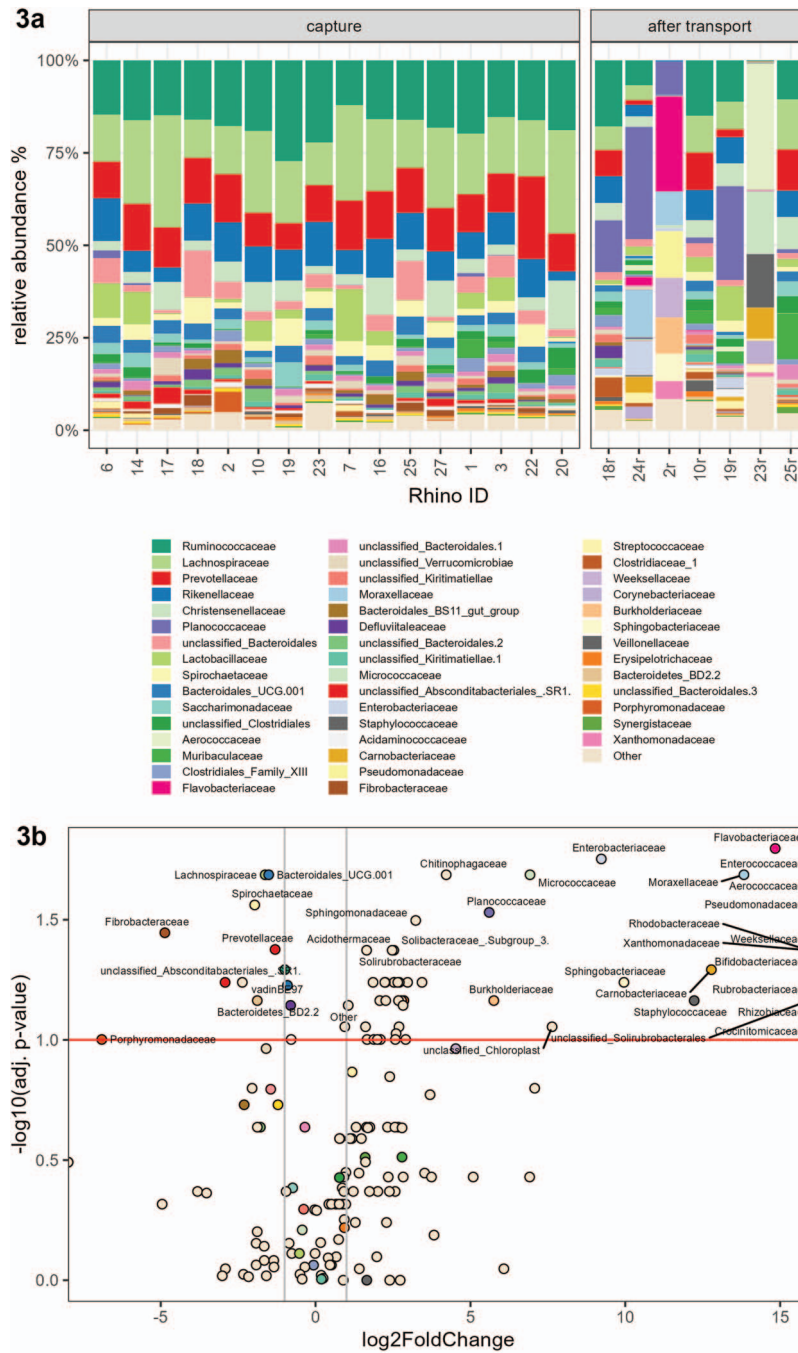 3a
capture
after transport
100%
75%
50%
25%
0%
relative abundance %
6 14 17 18 2 10 19 23 7 16 25 27 1 3 22 20
18r 24r 2r 10r 19r 23r 25r
Rhino ID
Ruminococcaceae
Lachnospiraceae
Prevotellaceae
Rikenellaceae
Christensenellaceae
Planococcaceae
unclassified_Bacteroidales
Lactobacillaceae
Spirochaetaceae
Bacteroidales_UCG.001
Saccharimonadaceae
unclassified_Clostridiales
Aerococcaceae
Muribaculaceae
Clostridiales_Family_XIII
Flavobacteriaceae
unclassified_Bacteroidales.1
unclassified_Verrucomicrobiae
unclassified_Kiritimatiellae
Moraxellaceae
Bacteroidales_BS11_gut_group
Defluviitaleaceae
unclassified_Bacteroidales.2
unclassified_Kiritimatiellae.1
Micrococcaceae
unclassified_Absconditabacteriales_.SR1.
Enterobacteriaceae
Staphylococcaceae
Acidaminococcaceae
Carnobacteriaceae
Pseudomonadaceae
Fibrobacteraceae
Streptococcaceae
Clostridiaceae_1
Weeksellaceae
Corynebacteriaceae
Burkholderiaceae
Sphingobacteriaceae
Veillonellaceae
Erysipelotrichaceae
Bacteroidetes_BD2.2
unclassified_Bacteroidales.3
Porphyromonadaceae
Synergistaceae
Xanthomonadaceae
Other
3b
Flavobacteriaceae
Enterobacteriaceae
Enterococcaceae
Chitinophagaceae
Lachnospiraceae
Bacteroidales_UCG.001
Micrococcaceae
Moraxellaceae
Aerococcaceae
Spirochaetaceae
Planococcaceae
Pseudomonadaceae
Sphingomonadaceae
Fibrobacteraceae
Rhodobacteraceae
Prevotellaceae
Acidothermaceae
Solibacteraceae_.Subgroup_3.
Xanthomonadaceae
Weeksellaceae
Solirubrobacteraceae
Bifidobacteriaceae
unclassified_Absconditabacteriales_.SR1.
Sphingobacteriaceae
vadinBE97
Carnobacteriaceae
Rubrobacteriaceae
Bacteroidetes_BD2.2
Other
Burkholderiaceae
Staphylococcaceae
Rhizobiaceae
Crocinitomicaceae
Porphyromonadaceae
unclassified_Chloroplast
unclassified_Solirubrobacterales
1.5
1.0
0.5
0.0
-log10(adj. p-value)
-5 0 5 10 15
log2FoldChange